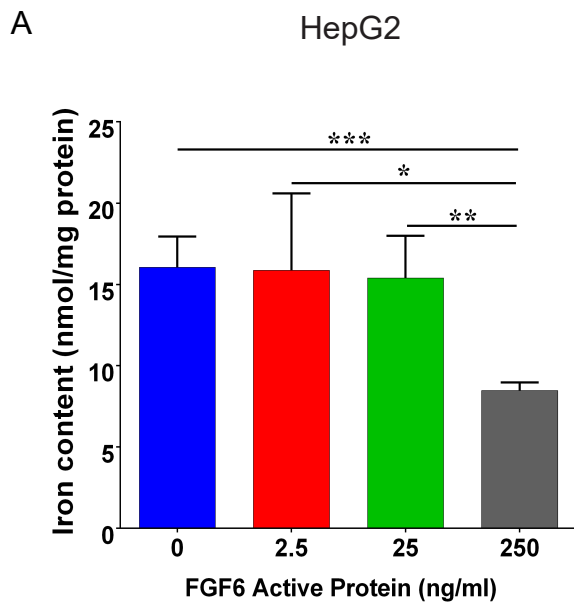 A
HepG2
Iron content (nmol/mg protein)
25
20
15
10
5
0
***
*
**
0 2.5 25 250
FGF6 Active Protein (ng/ml)